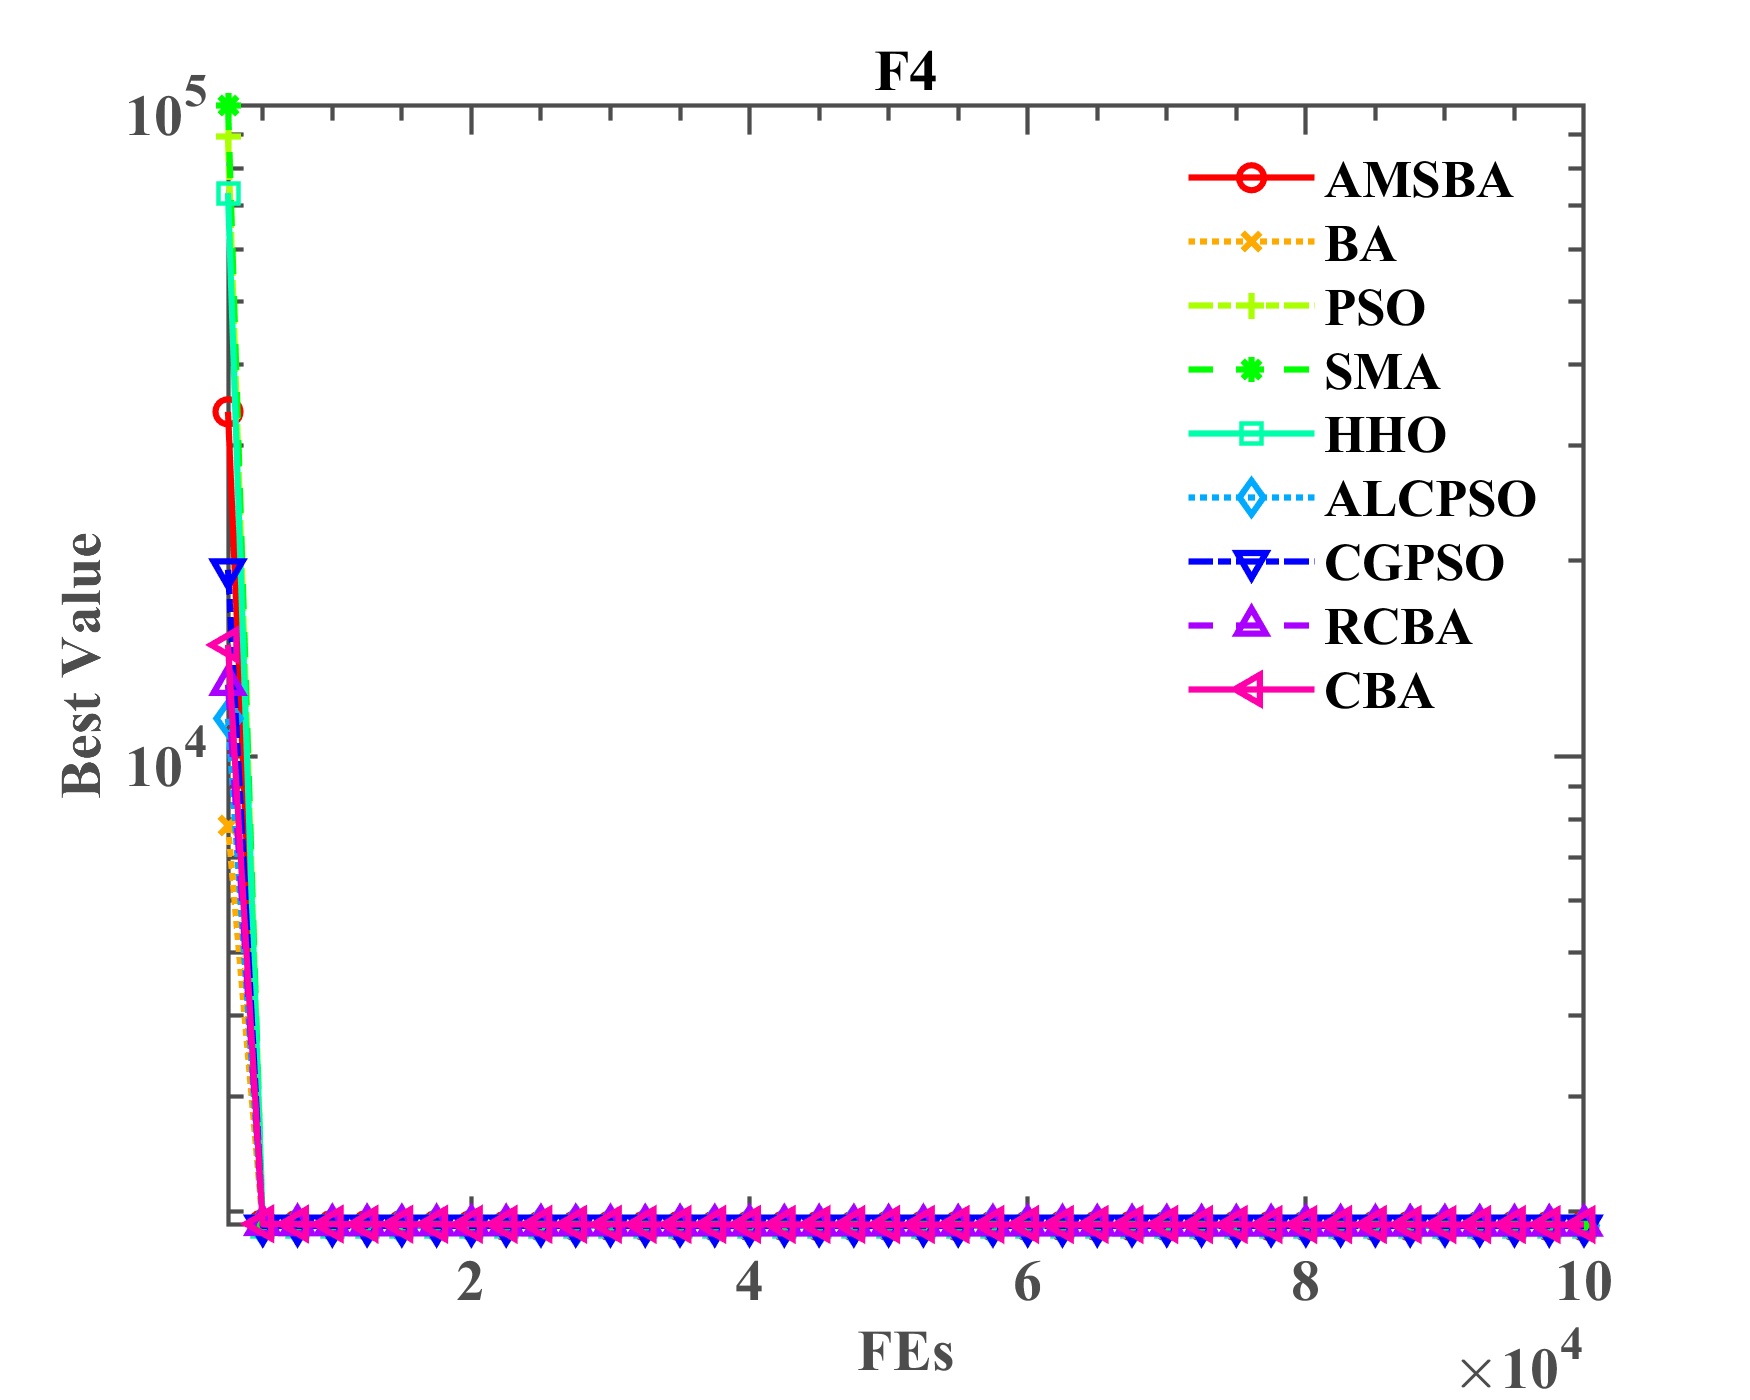 F4
10^5
10^4
Best Value
AMSBA
BA
PSO
SMA
HHO
ALCPSO
CGPSO
RCBA
CBA
2 4 6 8 10
FEs
×10^4